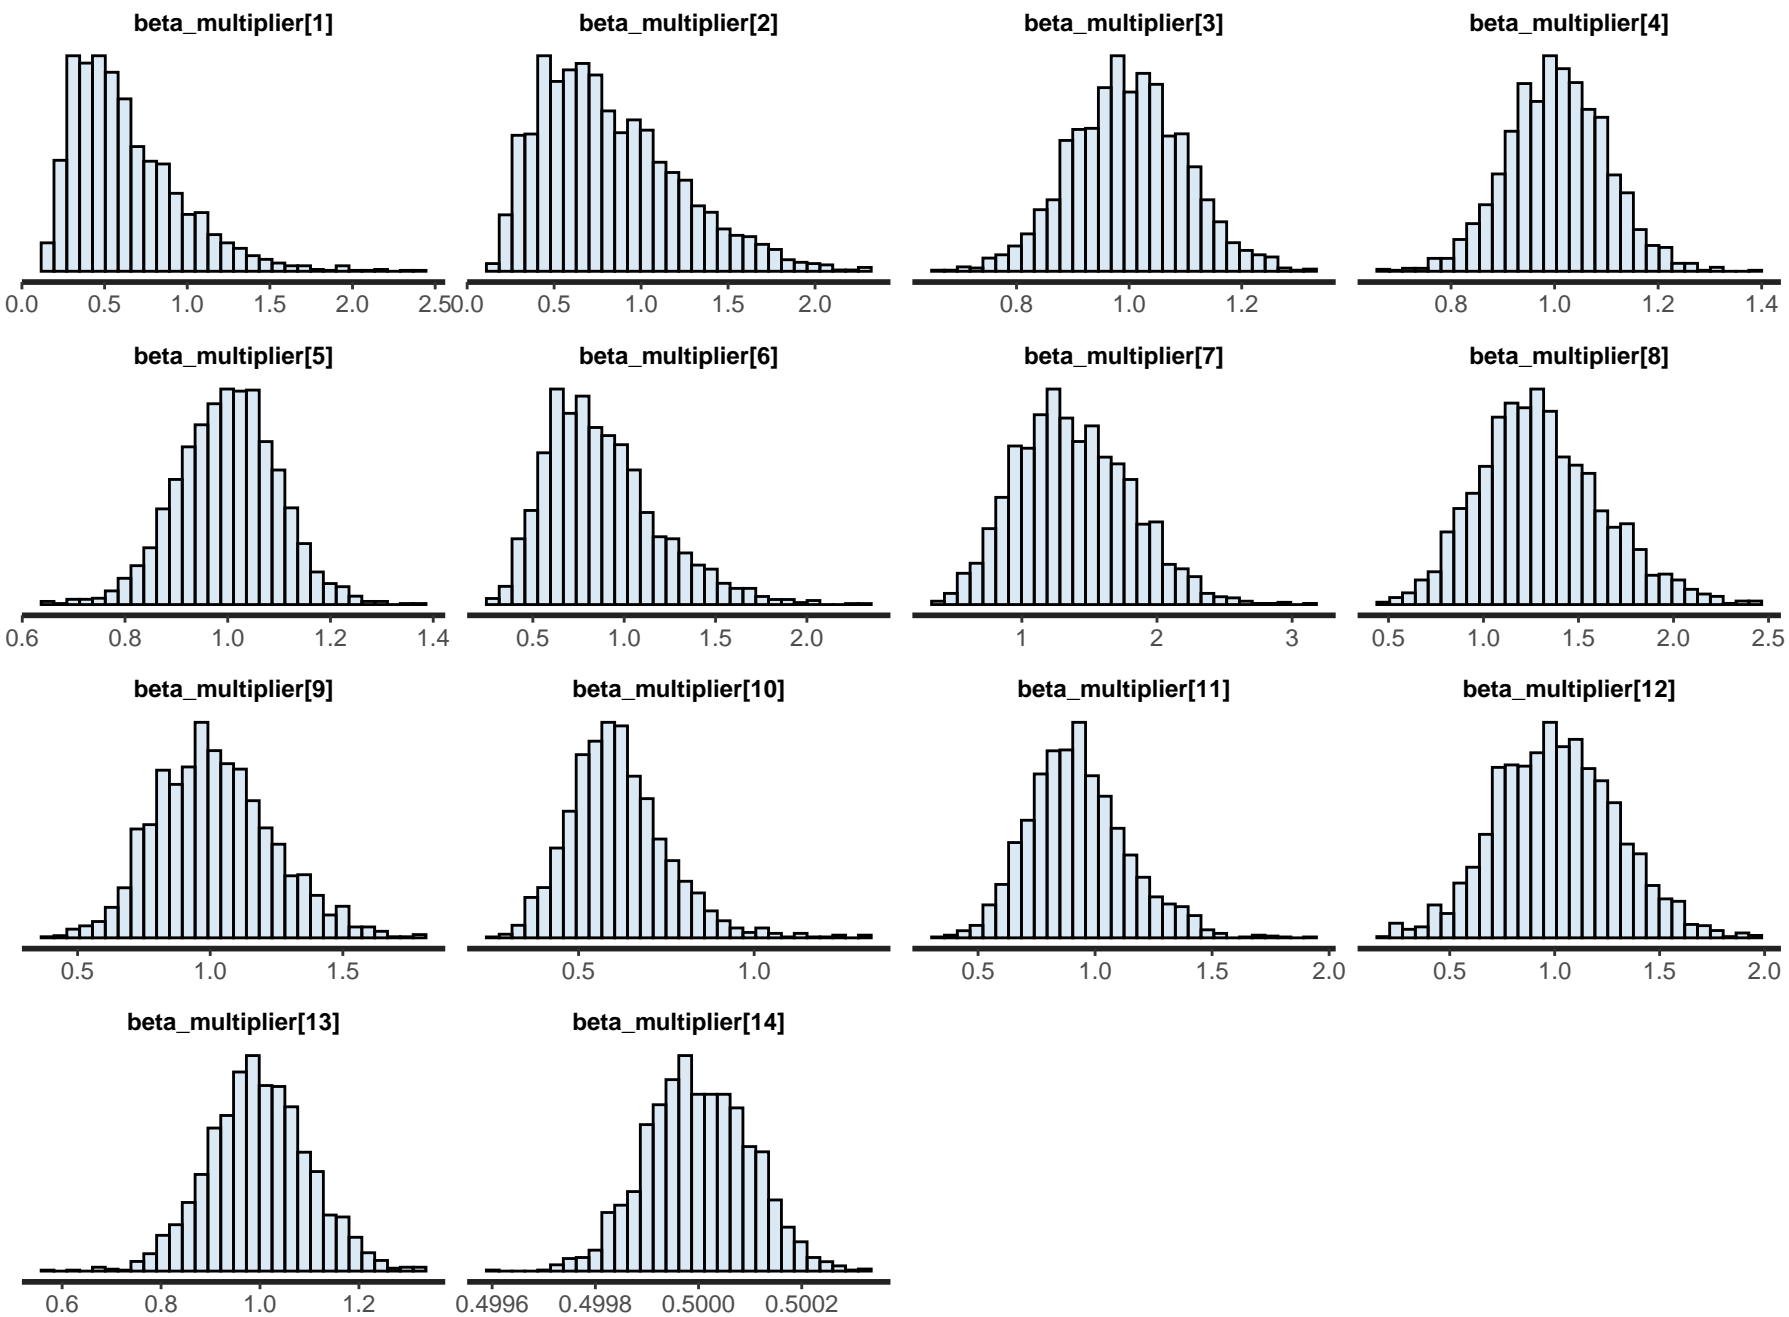 beta_multiplier[1] beta_multiplier[2] beta_multiplier[3] beta_multiplier[4]
0.0 0.5 1.0 1.5 2.0 2.5 0.0 0.5 1.0 1.5 2.0 0.8 1.0 1.2 0.8 1.0 1.2 1.4
beta_multiplier[5] beta_multiplier[6] beta_multiplier[7] beta_multiplier[8]
0.6 0.8 1.0 1.2 1.4 0.5 1.0 1.5 2.0 1 2 3 0.5 1.0 1.5 2.0 2.5
beta_multiplier[9] beta_multiplier[10] beta_multiplier[11] beta_multiplier[12]
0.5 1.0 1.5 0.5 1.0 0.5 1.0 1.5 2.0 0.5 1.0 1.5 2.0
beta_multiplier[13] beta_multiplier[14]
0.6 0.8 1.0 1.2 0.4996 0.4998 0.5000 0.5002